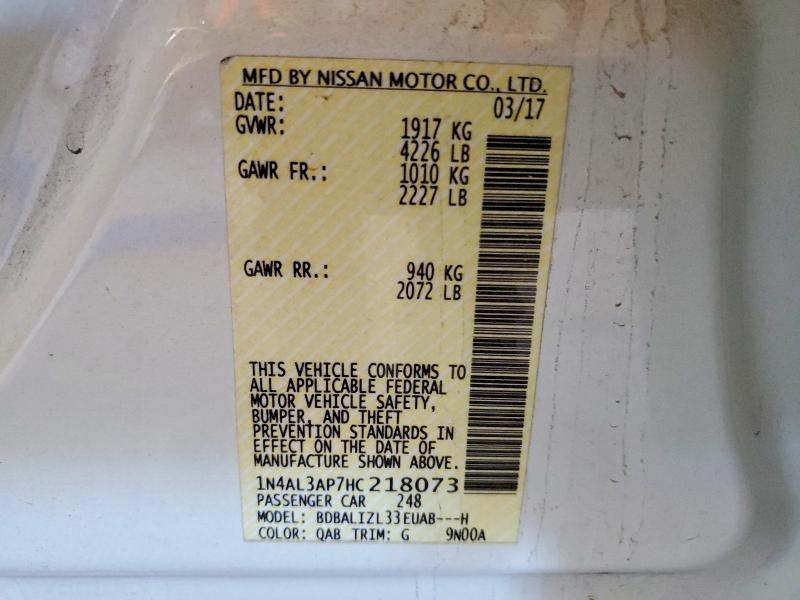 MFD BY NISSAN MOTOR CO., LTD.
DATE: 03/17
GVWR: 1917 KG
4226 LB
GAWR FR.: 1010 KG
2227 LB
GAWR RR.: 940 KG
2072 LB
THIS VEHICLE CONFORMS TO
ALL APPLICABLE FEDERAL
MOTOR VEHICLE SAFETY,
BUMPER, AND THEFT
PREVENTION STANDARDS IN
EFFECT ON THE DATE OF
MANUFACTURE SHOWN ABOVE.
1N4AL3AP7HC218073
PASSENGER CAR 248
MODEL: BDBALIZL33EUAB---H
COLOR: QAB TRIM: G 9N00A